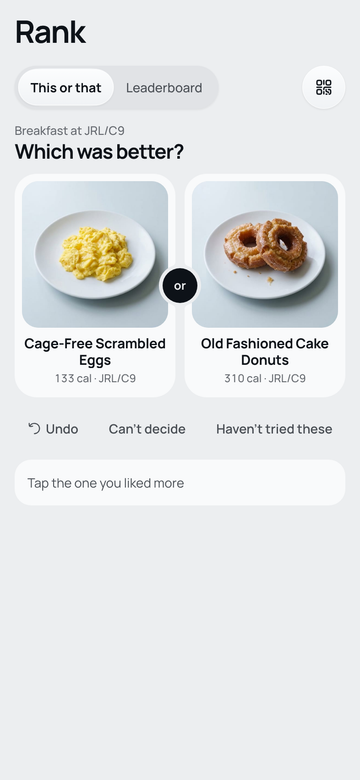 Rank
This or that
Leaderboard
Breakfast at JRL/C9
Which was better?
or
Cage-Free Scrambled
Eggs
133 cal · JRL/C9
Old Fashioned Cake
Donuts
310 cal · JRL/C9
Undo
Can't decide
Haven't tried these
Tap the one you liked more